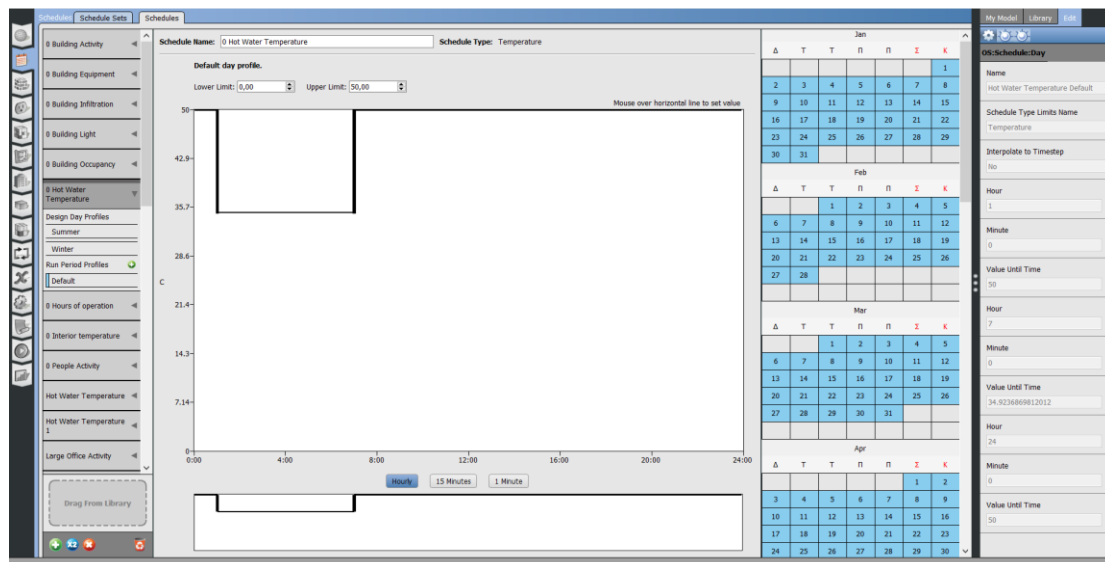 Schedules
Schedule Sets
Schedules
0 Building Activity
0 Building Equipment
0 Building Infiltration
0 Building Light
0 Building Occupancy
0 Hot Water
Temperature
Design Day Profiles
Summer
Winter
Run Period Profiles
Default
0 Hours of operation
0 Interior temperature
0 People Activity
Hot Water Temperature
Hot Water Temperature
1
Large Office Activity
Drag From Library
x2
Schedule Name: 0 Hot Water Temperature Schedule Type: Temperature
Default day profile.
Lower Limit: 0,00 Upper Limit: 50,00
Mouse over horizontal line to set value
50
42.9
35.7
28.6
C
21.4
14.3
7.14
0
0:00 4:00 8:00 12:00 16:00 20:00 24:00
Hourly 15 Minutes 1 Minute
Jan
Δ Τ Τ Π Π Σ Κ
1
2 3 4 5 6 7 8
9 10 11 12 13 14 15
16 17 18 19 20 21 22
23 24 25 26 27 28 29
30 31
Feb
Δ Τ Τ Π Π Σ Κ
1 2 3 4 5
6 7 8 9 10 11 12
13 14 15 16 17 18 19
20 21 22 23 24 25 26
27 28
Mar
Δ Τ Τ Π Π Σ Κ
1 2 3 4 5
6 7 8 9 10 11 12
13 14 15 16 17 18 19
20 21 22 23 24 25 26
27 28 29 30 31
Apr
Δ Τ Τ Π Π Σ Κ
1 2
3 4 5 6 7 8 9
10 11 12 13 14 15 16
17 18 19 20 21 22 23
24 25 26 27 28 29 30
My Model Library Edit
OS:Schedule:Day
Name
Hot Water Temperature Default
Schedule Type Limits Name
Temperature
Interpolate to Timestep
No
Hour
1
Minute
0
Value Until Time
50
Hour
7
Minute
0
Value Until Time
34.9236869812012
Hour
24
Minute
0
Value Until Time
50